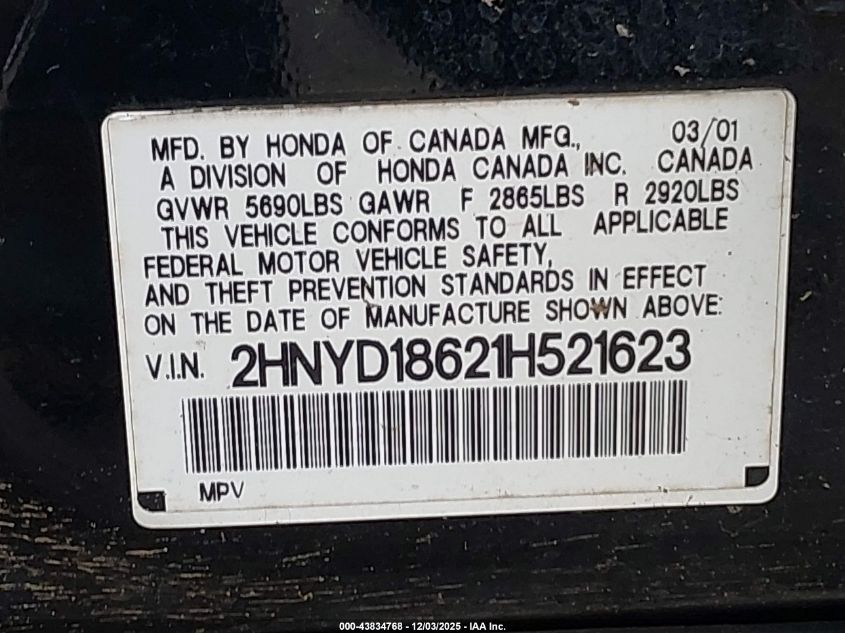 MFD. BY HONDA OF CANADA MFG., 03/01
A DIVISION OF HONDA CANADA INC. CANADA
GVWR 5690LBS GAWR F 2865LBS R 2920LBS
THIS VEHICLE CONFORMS TO ALL APPLICABLE
FEDERAL MOTOR VEHICLE SAFETY,
AND THEFT PREVENTION STANDARDS IN EFFECT
ON THE DATE OF MANUFACTURE SHOWN ABOVE:
V.I.N. 2HNYD18621H521623
MPV
000-43834768 - 12/03/2025 - IAA Inc.